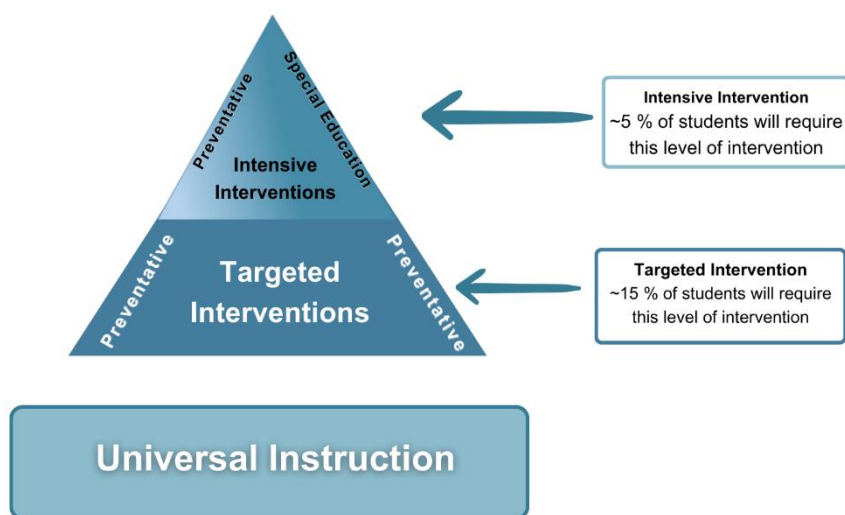 Preventative
Special Education
Intensive
Interventions
Intensive Intervention
~5 % of students will require
this level of intervention
Preventative
Targeted
Interventions
Preventative
Targeted Intervention
~15 % of students will require
this level of intervention
Universal Instruction